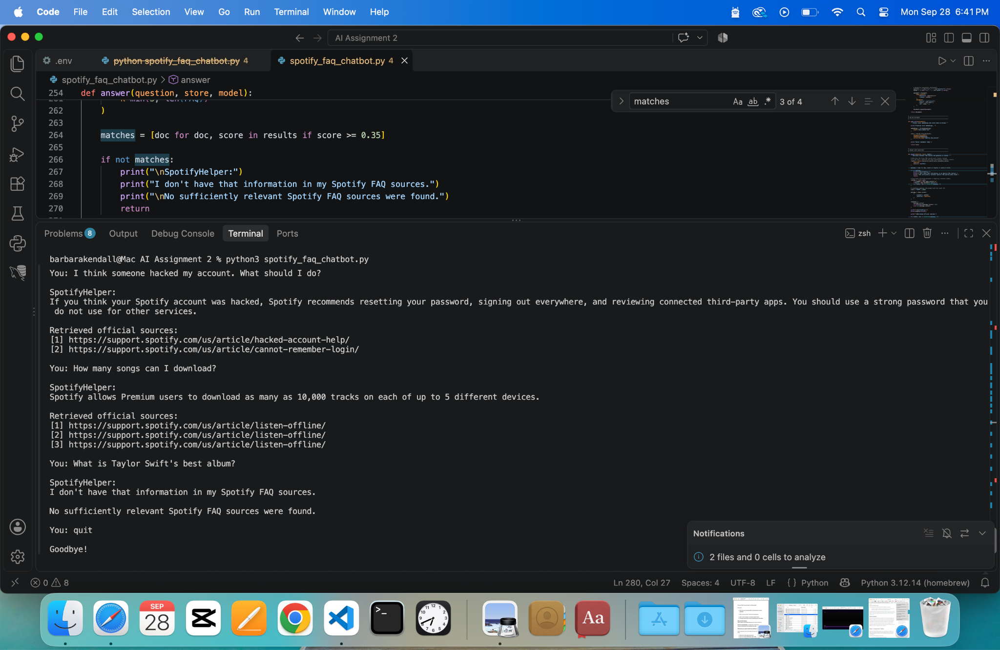 Code File Edit Selection View Go Run Terminal Window Help Mon Sep 28 6:41 PM
AI Assignment 2
.env python spotify_faq_chatbot.py 4 spotify_faq_chatbot.py 4
spotify_faq_chatbot.py > answer
254 def answer(question, store, model):
matches Aa ab .* 3 of 4
262 )
263
264 matches = [doc for doc, score in results if score >= 0.35]
265
266 if not matches:
267 print("\nSpotifyHelper:")
268 print("I don't have that information in my Spotify FAQ sources.")
269 print("\nNo sufficiently relevant Spotify FAQ sources were found.")
270 return
Problems 8 Output Debug Console Terminal Ports zsh
barbarakendall@Mac AI Assignment 2 % python3 spotify_faq_chatbot.py
You: I think someone hacked my account. What should I do?
SpotifyHelper:
If you think your Spotify account was hacked, Spotify recommends resetting your password, signing out everywhere, and reviewing connected third-party apps. You should use a strong password that you
do not use for other services.
Retrieved official sources:
[1] https://support.spotify.com/us/article/hacked-account-help/
[2] https://support.spotify.com/us/article/cannot-remember-login/
You: How many songs can I download?
SpotifyHelper:
Spotify allows Premium users to download as many as 10,000 tracks on each of up to 5 different devices.
Retrieved official sources:
[1] https://support.spotify.com/us/article/listen-offline/
[2] https://support.spotify.com/us/article/listen-offline/
[3] https://support.spotify.com/us/article/listen-offline/
You: What is Taylor Swift's best album?
SpotifyHelper:
I don't have that information in my Spotify FAQ sources.
No sufficiently relevant Spotify FAQ sources were found.
You: quit
Goodbye!
Notifications
2 files and 0 cells to analyze
0 8 Ln 280, Col 27 Spaces: 4 UTF-8 LF {} Python Python 3.12.14 (homebrew)
SEP
28
>_
Aa